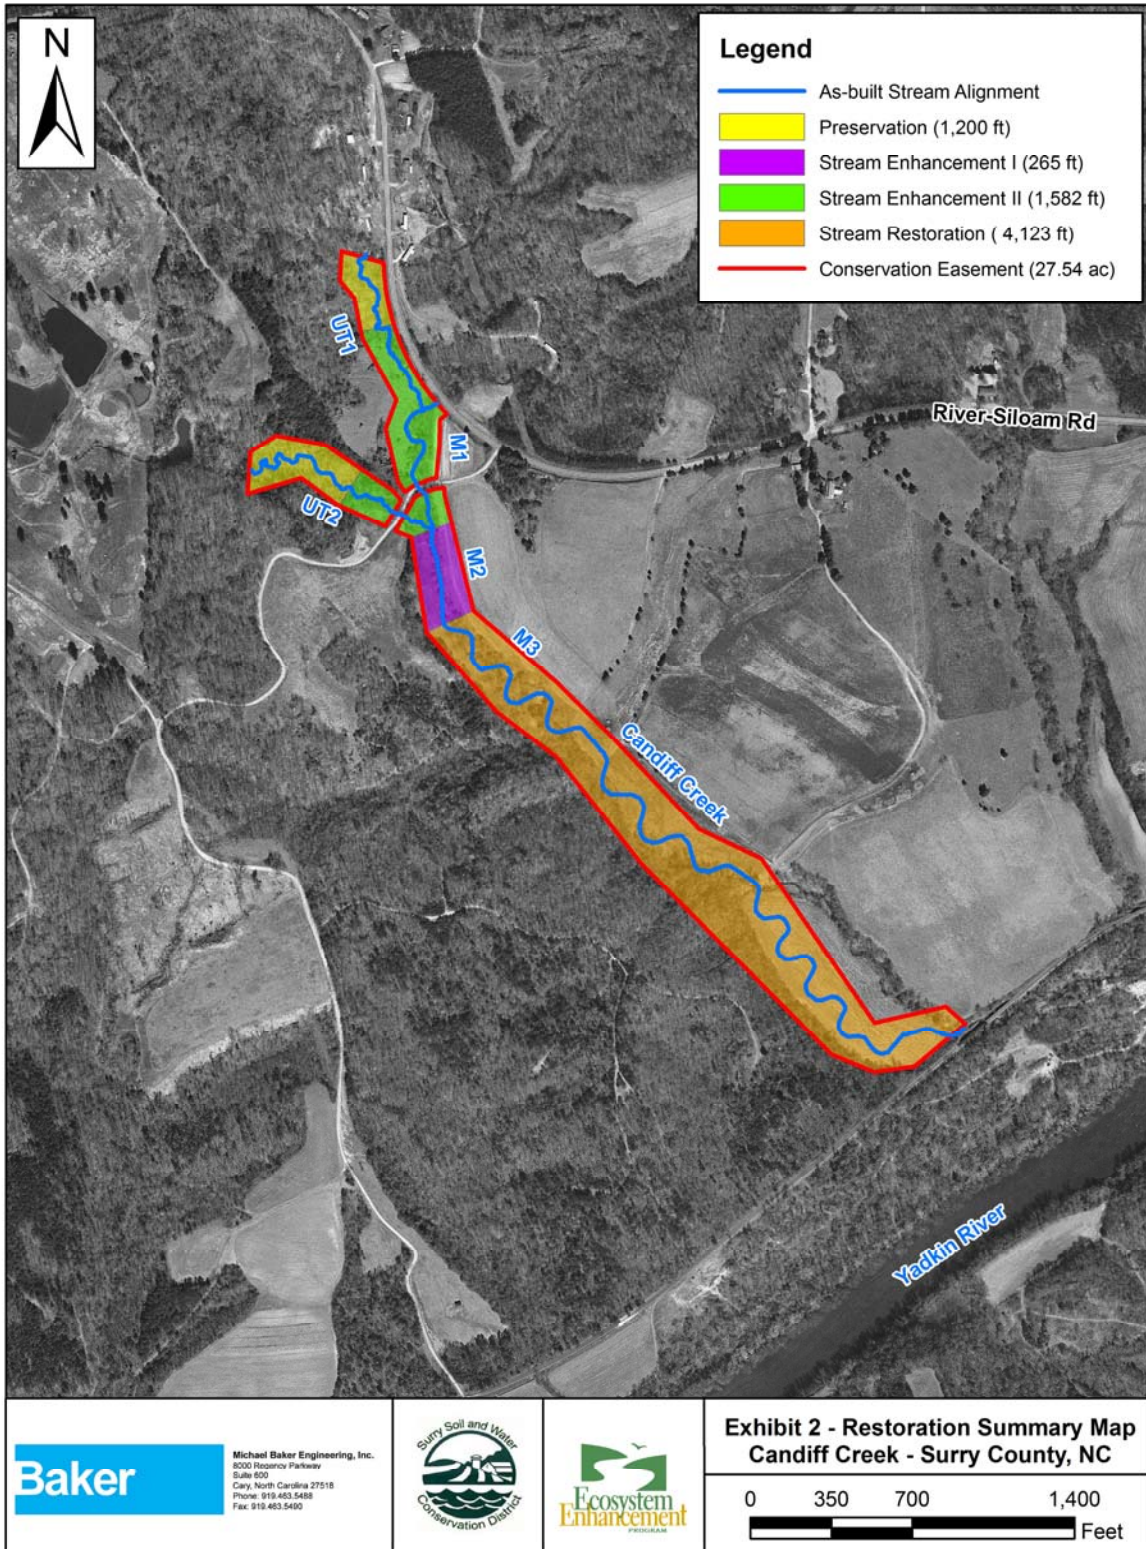 N
Legend
As-built Stream Alignment
Preservation (1,200 ft)
Stream Enhancement I (265 ft)
Stream Enhancement II (1,582 ft)
Stream Restoration ( 4,123 ft)
Conservation Easement (27.54 ac)
UT1
M1
River-Siloam Rd
UT2
M2
M3
Candiff Creek
Yadkin River
Baker
Michael Baker Engineering, Inc.
8000 Regency Parkway
Suite 600
Cary, North Carolina 27518
Phone: 919.463.5488
Fax: 919.463.5490
Surry Soil and Water
Conservation District
Ecosystem
Enhancement
PROGRAM
Exhibit 2 - Restoration Summary Map
Candiff Creek - Surry County, NC
0 350 700 1,400
Feet